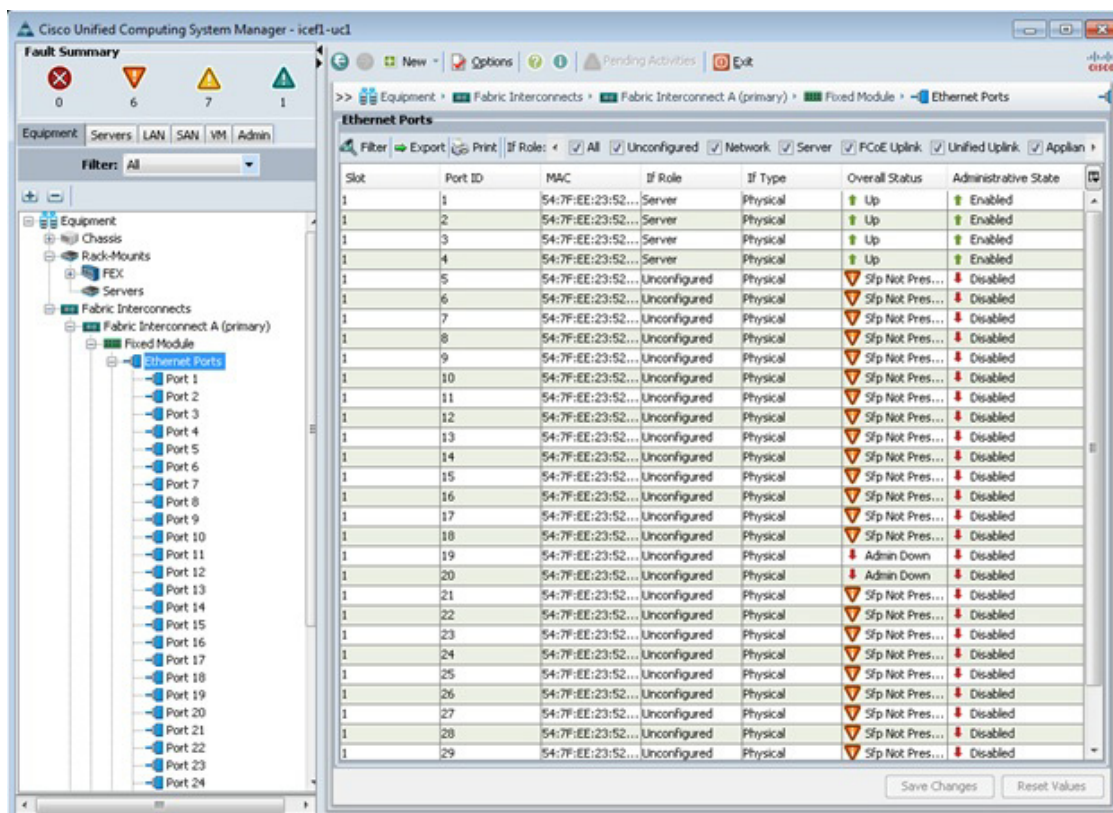 Cisco Unified Computing System Manager - icef1-uc1
Fault Summary
0 6 7 1
Equipment Servers LAN SAN VM Admin
Filter: All
Equipment
Chassis
Rack-Mounts
FEX
Servers
Fabric Interconnects
Fabric Interconnect A (primary)
Fixed Module
Ethernet Ports
Port 1
Port 2
Port 3
Port 4
Port 5
Port 6
Port 7
Port 8
Port 9
Port 10
Port 11
Port 12
Port 13
Port 14
Port 15
Port 16
Port 17
Port 18
Port 19
Port 20
Port 21
Port 22
Port 23
Port 24
New Options Pending Activities Exit
CISCO
>> Equipment Fabric Interconnects Fabric Interconnect A (primary) Fixed Module Ethernet Ports
Ethernet Ports
Filter Export Print If Role: All Unconfigured Network Server FCoE Uplink Unified Uplink Applian
Slot Port ID MAC If Role If Type Overall Status Administrative State
1 1 54:7F:EE:23:52... Server Physical Up Enabled
1 2 54:7F:EE:23:52... Server Physical Up Enabled
1 3 54:7F:EE:23:52... Server Physical Up Enabled
1 4 54:7F:EE:23:52... Server Physical Up Enabled
1 5 54:7F:EE:23:52... Unconfigured Physical Sfp Not Pres... Disabled
1 6 54:7F:EE:23:52... Unconfigured Physical Sfp Not Pres... Disabled
1 7 54:7F:EE:23:52... Unconfigured Physical Sfp Not Pres... Disabled
1 8 54:7F:EE:23:52... Unconfigured Physical Sfp Not Pres... Disabled
1 9 54:7F:EE:23:52... Unconfigured Physical Sfp Not Pres... Disabled
1 10 54:7F:EE:23:52... Unconfigured Physical Sfp Not Pres... Disabled
1 11 54:7F:EE:23:52... Unconfigured Physical Sfp Not Pres... Disabled
1 12 54:7F:EE:23:52... Unconfigured Physical Sfp Not Pres... Disabled
1 13 54:7F:EE:23:52... Unconfigured Physical Sfp Not Pres... Disabled
1 14 54:7F:EE:23:52... Unconfigured Physical Sfp Not Pres... Disabled
1 15 54:7F:EE:23:52... Unconfigured Physical Sfp Not Pres... Disabled
1 16 54:7F:EE:23:52... Unconfigured Physical Sfp Not Pres... Disabled
1 17 54:7F:EE:23:52... Unconfigured Physical Sfp Not Pres... Disabled
1 18 54:7F:EE:23:52... Unconfigured Physical Sfp Not Pres... Disabled
1 19 54:7F:EE:23:52... Unconfigured Physical Admin Down Disabled
1 20 54:7F:EE:23:52... Unconfigured Physical Admin Down Disabled
1 21 54:7F:EE:23:52... Unconfigured Physical Sfp Not Pres... Disabled
1 22 54:7F:EE:23:52... Unconfigured Physical Sfp Not Pres... Disabled
1 23 54:7F:EE:23:52... Unconfigured Physical Sfp Not Pres... Disabled
1 24 54:7F:EE:23:52... Unconfigured Physical Sfp Not Pres... Disabled
1 25 54:7F:EE:23:52... Unconfigured Physical Sfp Not Pres... Disabled
1 26 54:7F:EE:23:52... Unconfigured Physical Sfp Not Pres... Disabled
1 27 54:7F:EE:23:52... Unconfigured Physical Sfp Not Pres... Disabled
1 28 54:7F:EE:23:52... Unconfigured Physical Sfp Not Pres... Disabled
1 29 54:7F:EE:23:52... Unconfigured Physical Sfp Not Pres... Disabled
Save Changes Reset Values